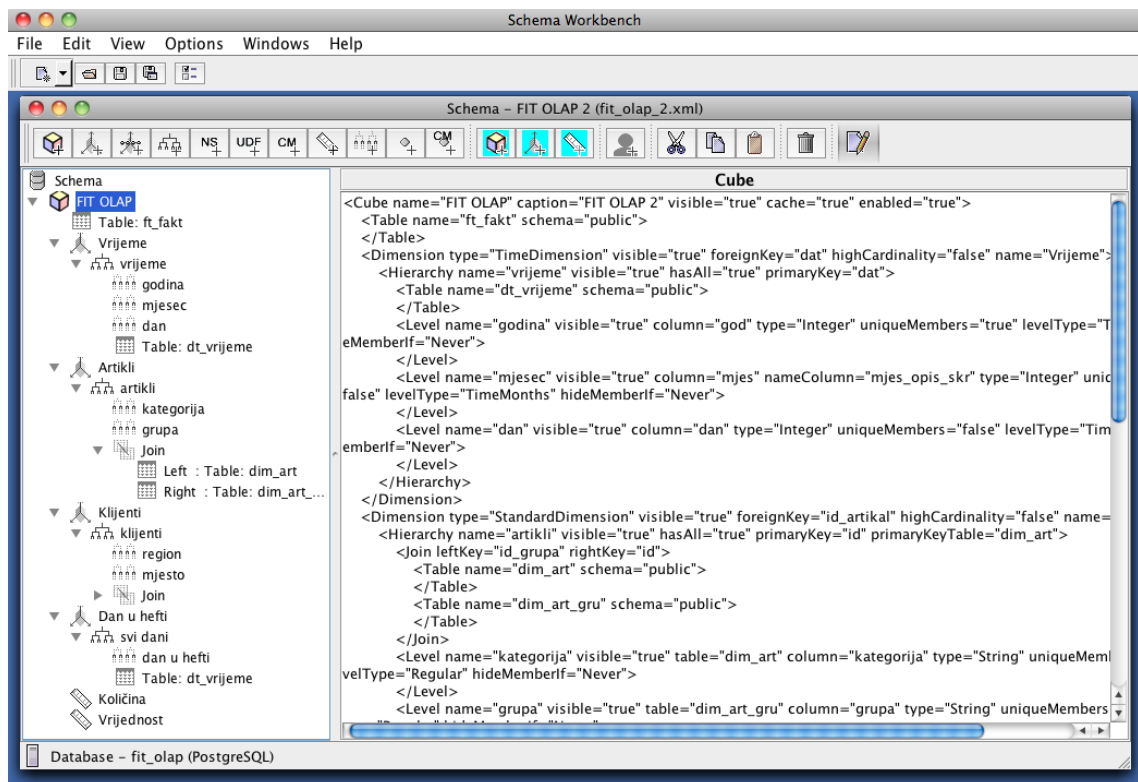 Schema Workbench
File Edit View Options Windows Help
Schema – FIT OLAP 2 (fit_olap_2.xml)
NS UDF CM CM
Schema
FIT OLAP
Table: ft_fakt
Vrijeme
vrijeme
godina
mjesec
dan
Table: dt_vrijeme
Artikli
artikli
kategorija
grupa
Join
Left : Table: dim_art
Right : Table: dim_art_...
Klijenti
klijenti
region
mjesto
Join
Dan u hefti
svi dani
dan u hefti
Table: dt_vrijeme
Količina
Vrijednost
Cube
<Cube name="FIT OLAP" caption="FIT OLAP 2" visible="true" cache="true" enabled="true">
<Table name="ft_fakt" schema="public">
</Table>
<Dimension type="TimeDimension" visible="true" foreignKey="dat" highCardinality="false" name="Vrijeme">
<Hierarchy name="vrijeme" visible="true" hasAll="true" primaryKey="dat">
<Table name="dt_vrijeme" schema="public">
</Table>
<Level name="godina" visible="true" column="god" type="Integer" uniqueMembers="true" levelType="T
eMemberIf="Never">
</Level>
<Level name="mjesec" visible="true" column="mjes" nameColumn="mjes_opis_skr" type="Integer" uniq
false" levelType="TimeMonths" hideMemberIf="Never">
</Level>
<Level name="dan" visible="true" column="dan" type="Integer" uniqueMembers="false" levelType="Tim
emberIf="Never">
</Level>
</Hierarchy>
</Dimension>
<Dimension type="StandardDimension" visible="true" foreignKey="id_artikal" highCardinality="false" name=
<Hierarchy name="artikli" visible="true" hasAll="true" primaryKey="id" primaryKeyTable="dim_art">
<Join leftKey="id_grupa" rightKey="id">
<Table name="dim_art" schema="public">
</Table>
<Table name="dim_art_gru" schema="public">
</Table>
</Join>
<Level name="kategorija" visible="true" table="dim_art" column="kategorija" type="String" uniqueMem
velType="Regular" hideMemberIf="Never">
</Level>
<Level name="grupa" visible="true" table="dim_art_gru" column="grupa" type="String" uniqueMembers
Database – fit_olap (PostgreSQL)